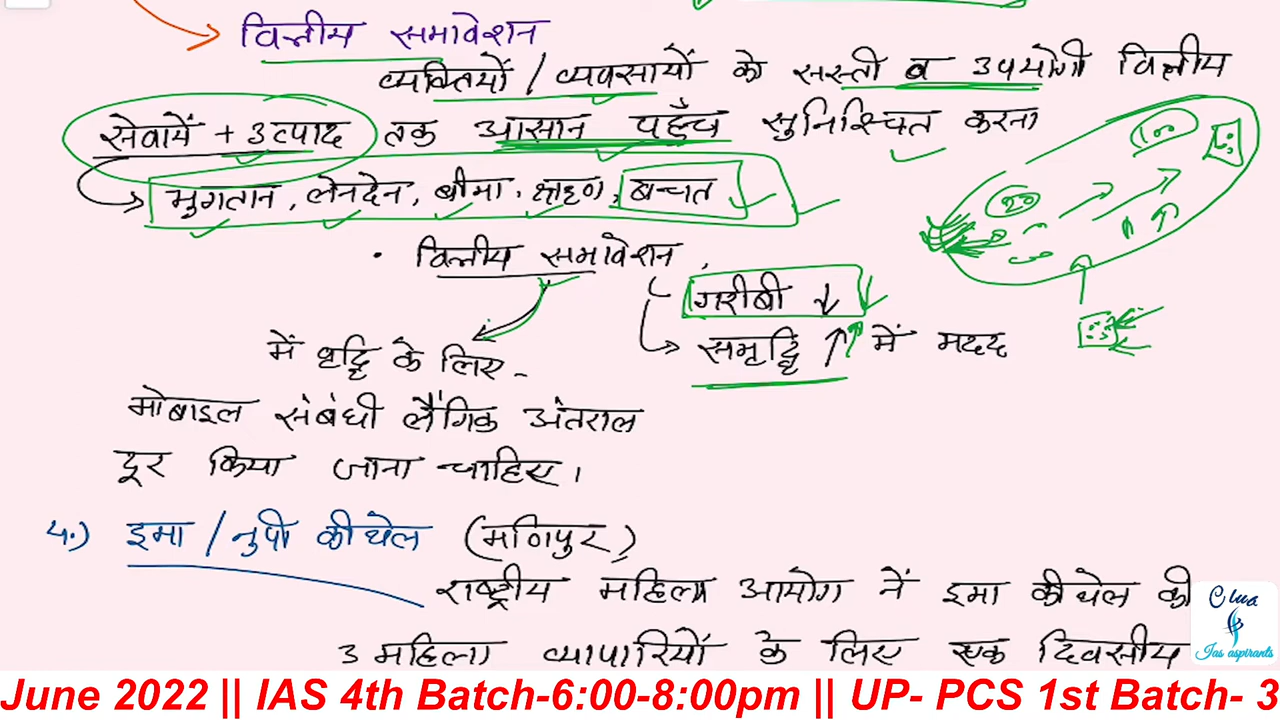 वित्तीय समावेशन
व्यक्तियों / व्यवसायों को सस्ती व उपयोगी वित्तीय
सेवायें + उत्पाद तक आसान पहुँच सुनिश्चित करना
100
20
भुगतान, लेनदेन, बीमा, ऋण, बचत
• वित्तीय समावेशन
गरीबी ↓ ↓
समृद्धि ↑↑ में मदद
में वृद्धि के लिए -
मोबाइल संबंधी लैंगिक अंतराल
दूर किया जाना चाहिए।
4.) इमा / नुपी कीथेल (मणिपुर)
राष्ट्रीय महिला आयोग नें इमा कीथेल की
3 महिला व्यापारियों के लिए एक दिवसीय
Ias aspirants
June 2022 || IAS 4th Batch-6:00-8:00pm || UP- PCS 1st Batch- 3